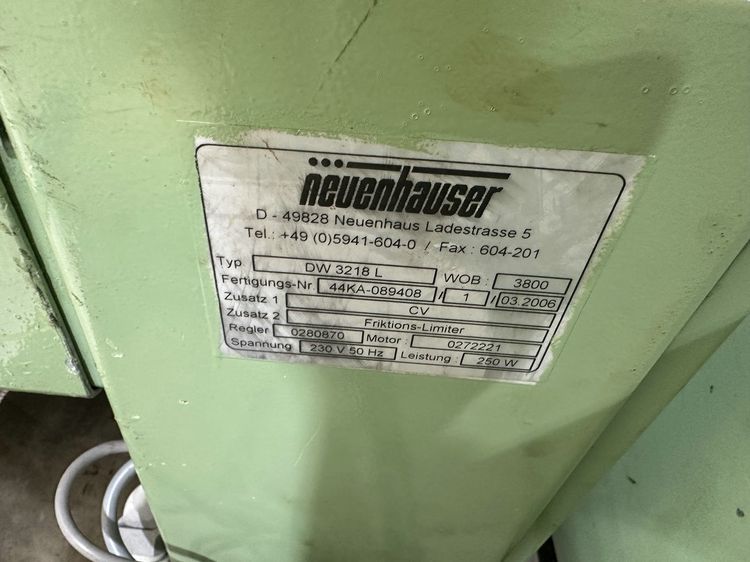 neuenhauser
D - 49828 Neuenhaus Ladestrasse 5
Tel.: +49 (0)5941-604-0 / Fax : 604-201
Typ DW 3218 L WOB : 3800
Fertigungs-Nr. 44KA-089408 / 1 / 03.2006
Zusatz 1 CV
Zusatz 2 Friktions-Limiter
Regler 0280870 Motor : 0272221
Spannung 230 V 50 Hz Leistung : 250 W